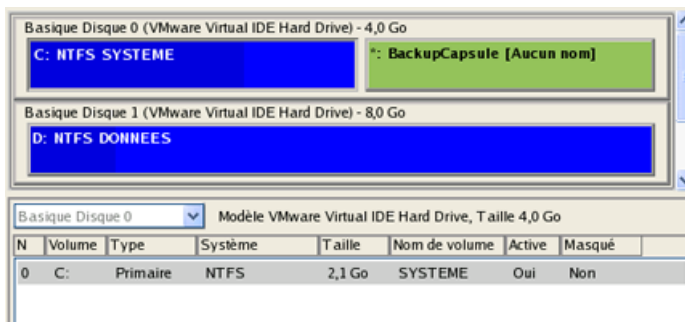 Basique Disque 0 (VMware Virtual IDE Hard Drive) - 4,0 Go
C: NTFS SYSTEME
*: BackupCapsule [Aucun nom]
Basique Disque 1 (VMware Virtual IDE Hard Drive) - 8,0 Go
D: NTFS DONNEES
Basique Disque 0 Modèle VMware Virtual IDE Hard Drive, Taille 4,0 Go
N Volume Type Système Taille Nom de volume Active Masqué
0 C: Primaire NTFS 2,1 Go SYSTEME Oui Non